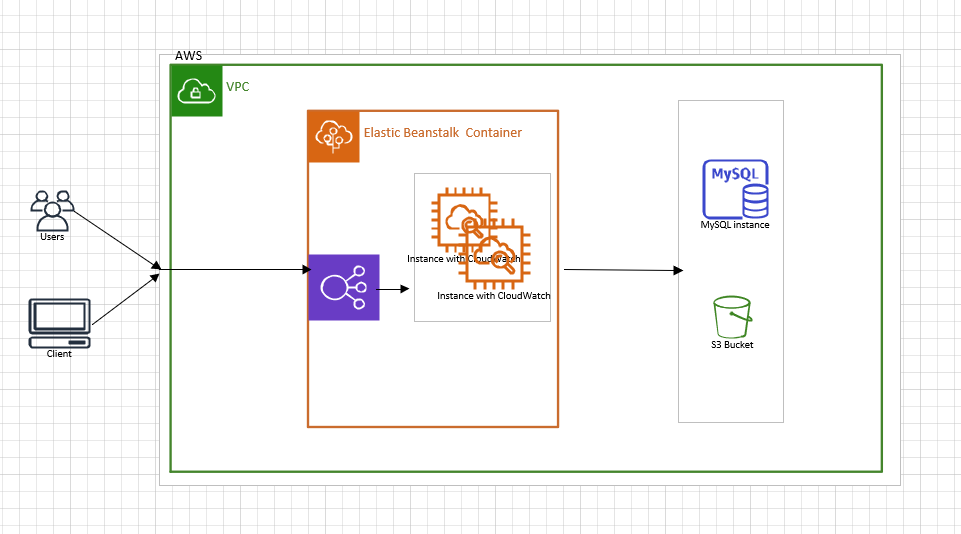 AWS
VPC
Elastic Beanstalk Container
Users
Client
Instance with CloudWatch
Instance with CloudWatch
MySQL
MySQL instance
S3 Bucket